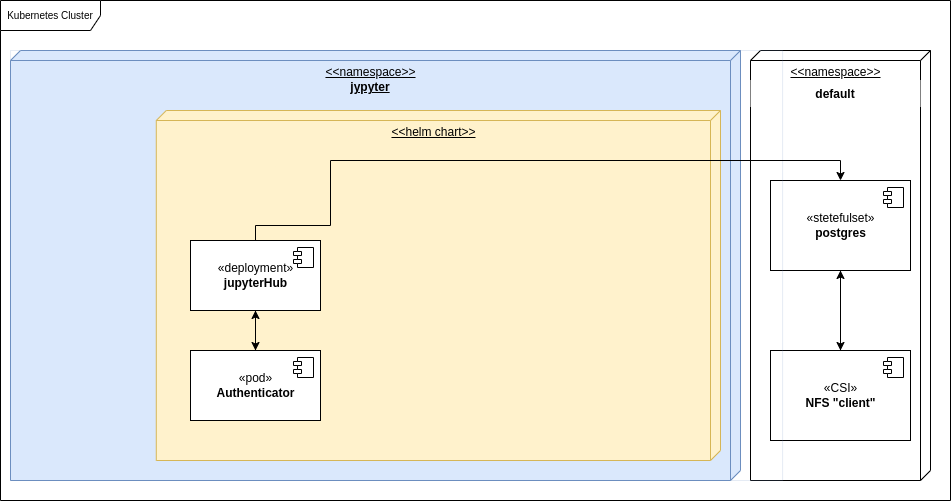 Kubernetes Cluster
<<namespace>>
jypyter
<<helm chart>>
«deployment»
jupyterHub
«pod»
Authenticator
<<namespace>>
default
«stetefulset»
postgres
«CSI»
NFS "client"